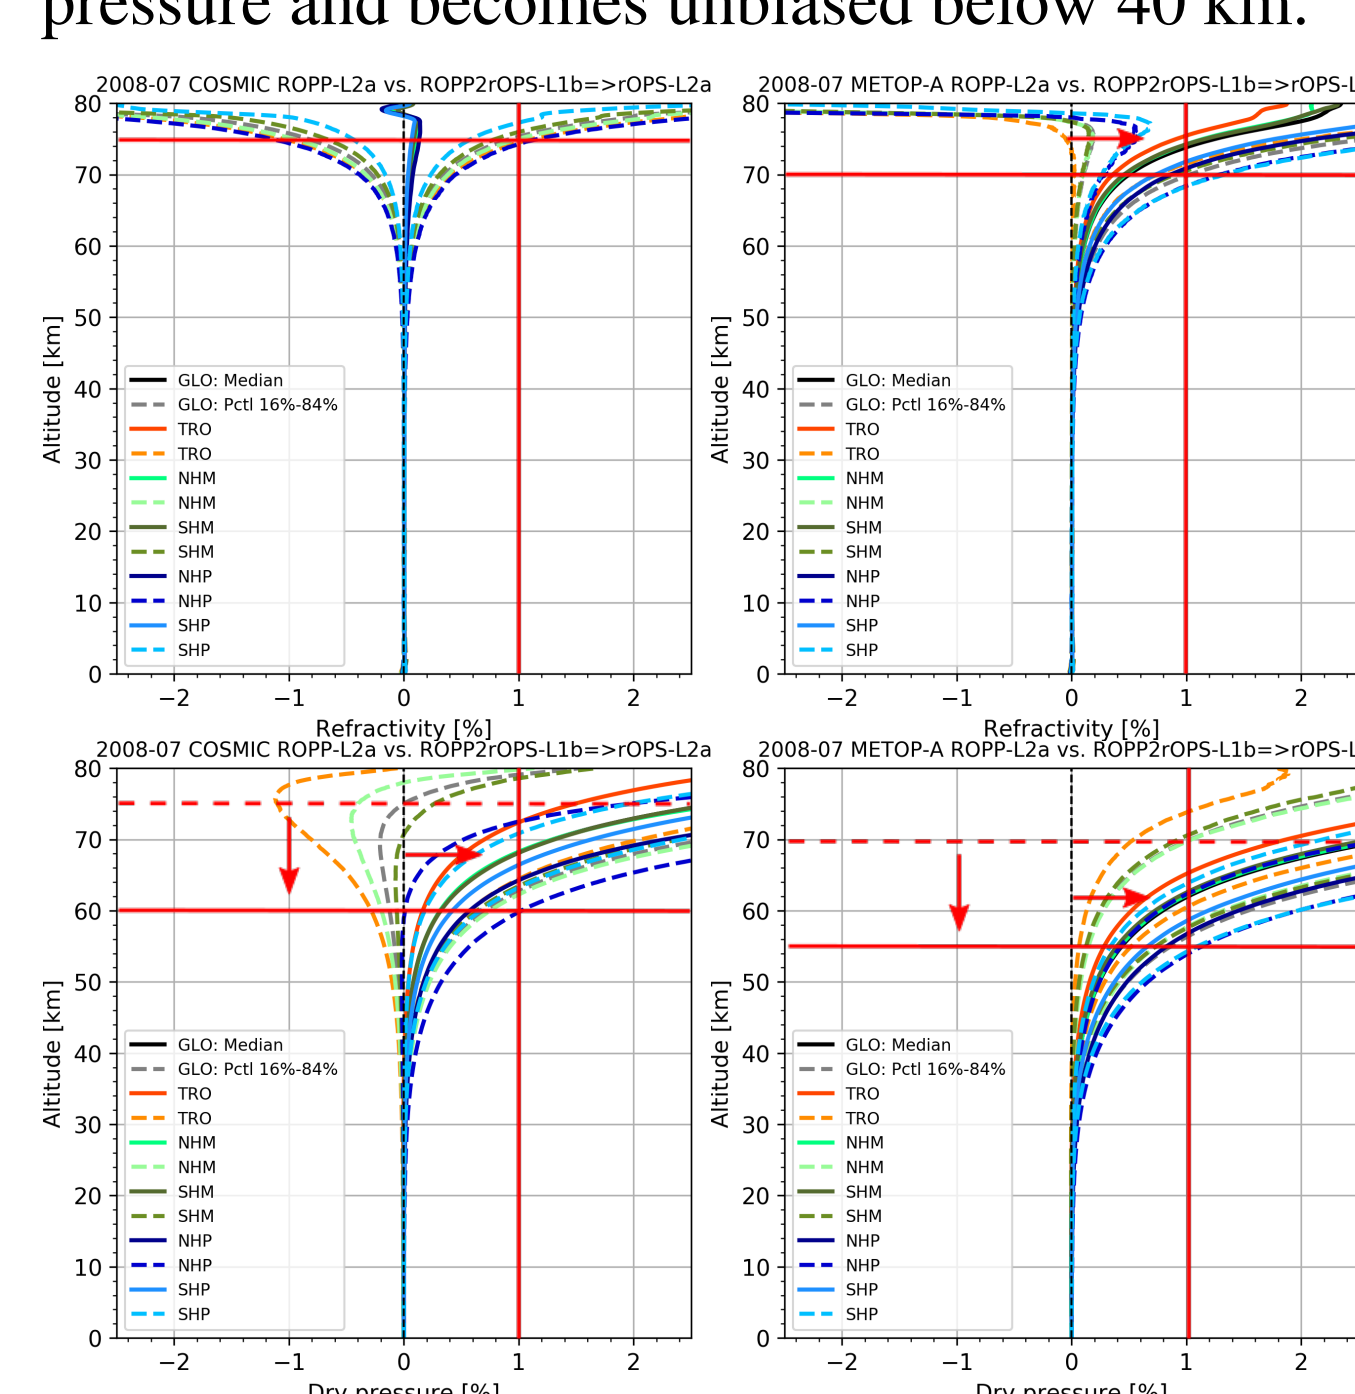 pressure and becomes unbiased below 40 km.
2008-07 COSMIC ROPP-L2a vs. ROPP2rOPS-L1b=>rOPS-L2a
80
70
60
50
40
30
20
10
0
Altitude [km]
GLO: Median
GLO: Pctl 16%-84%
TRO
TRO
NHM
NHM
SHM
SHM
NHP
NHP
SHP
SHP
−2 −1 0 1 2
Refractivity [%]
2008-07 METOP-A ROPP-L2a vs. ROPP2rOPS-L1b=>rOPS-L
80
70
60
50
40
30
20
10
0
Altitude [km]
GLO: Median
GLO: Pctl 16%-84%
TRO
TRO
NHM
NHM
SHM
SHM
NHP
NHP
SHP
SHP
−2 −1 0 1 2
Refractivity [%]
2008-07 COSMIC ROPP-L2a vs. ROPP2rOPS-L1b=>rOPS-L2a
80
70
60
50
40
30
20
10
0
Altitude [km]
GLO: Median
GLO: Pctl 16%-84%
TRO
TRO
NHM
NHM
SHM
SHM
NHP
NHP
SHP
SHP
−2 −1 0 1 2
Dry pressure [%]
2008-07 METOP-A ROPP-L2a vs. ROPP2rOPS-L1b=>rOPS-L
80
70
60
50
40
30
20
10
0
Altitude [km]
GLO: Median
GLO: Pctl 16%-84%
TRO
TRO
NHM
NHM
SHM
SHM
NHP
NHP
SHP
SHP
−2 −1 0 1 2
Dry pressure [%]